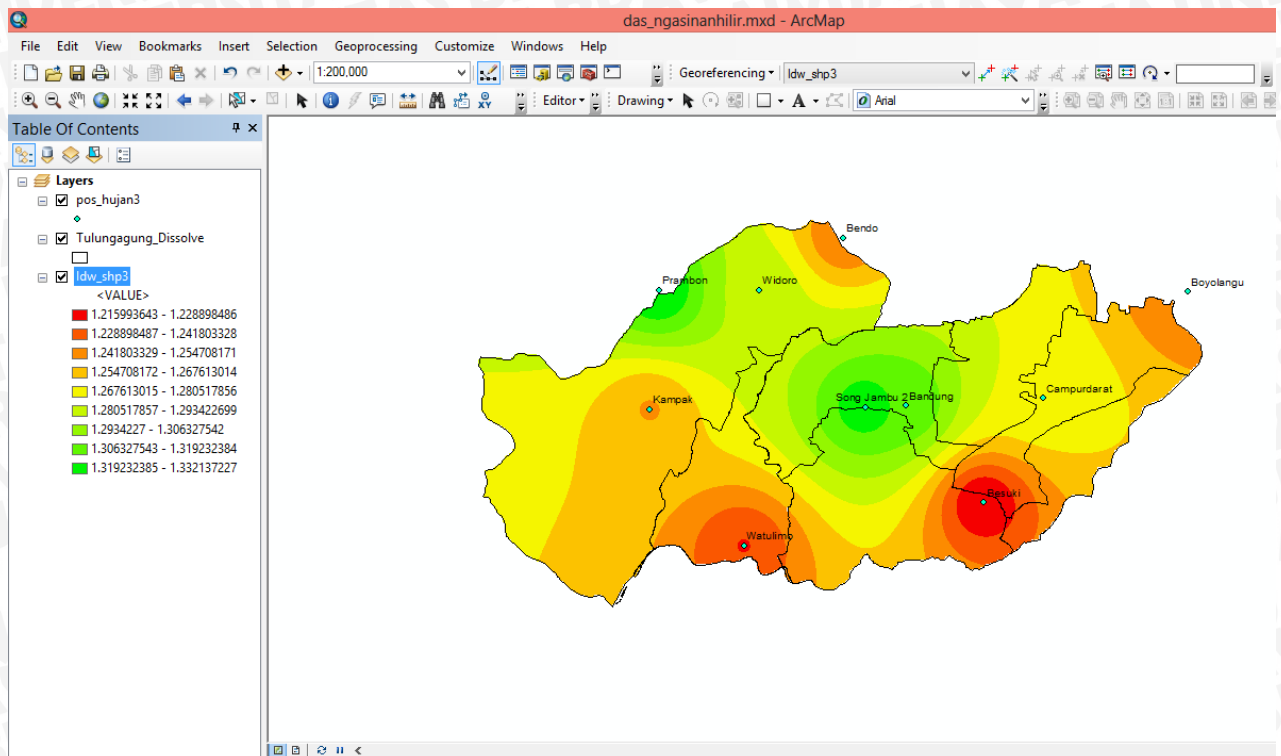 das_ngasinanhilir.mxd - ArcMap
File Edit View Bookmarks Insert Selection Geoprocessing Customize Windows Help
1:200,000 Georeferencing Idw_shp3
Editor Drawing A Arial
Table Of Contents
Layers
pos_hujan3
Tulungagung_Dissolve
Idw_shp3
<VALUE>
1.215993643 - 1.228898486
1.228898487 - 1.241803328
1.241803329 - 1.254708171
1.254708172 - 1.267613014
1.267613015 - 1.280517856
1.280517857 - 1.293422699
1.2934227 - 1.306327542
1.306327543 - 1.319232384
1.319232385 - 1.332137227
Bendo
Prambon
Widoro
Boyolangu
Kampak
Song Jambu 2
Bandung
Campurdarat
Basuki
Watulimo